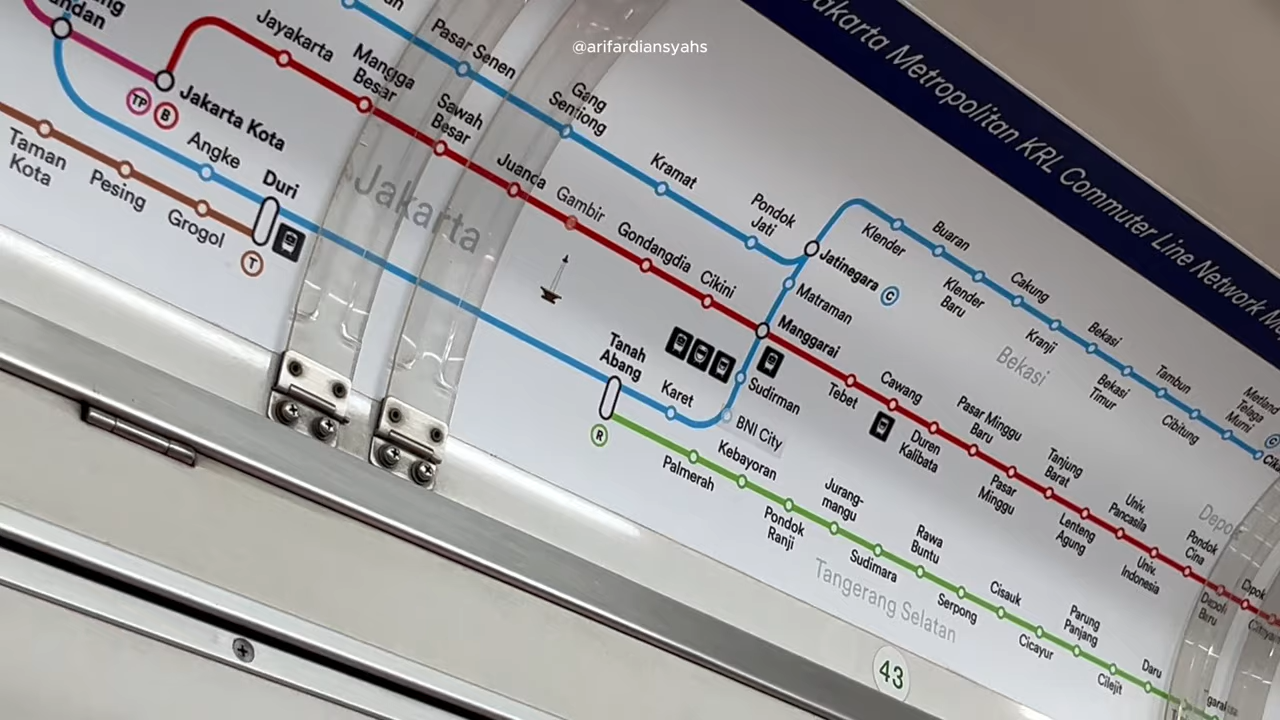 @arifardiansyahs
Jakarta Metropolitan KRL Commuter Line Network
Jakarta Kota
TP
B
Jayakarta
Mangga
Besar
Sawah
Besar
Juanda
Gambir
Gondangdia
Cikini
Manggarai
Tebet
Cawang
Duren
Kalibata
Pasar Minggu
Baru
Pasar
Minggu
Tanjung
Barat
Lenteng
Agung
Univ.
Pancasila
Univ.
Indonesia
Pondok
Cina
Depok
Baru
Depok
Pasar Senen
Gang
Sentiong
Kramat
Pondok
Jati
Jatinegara
C
Matraman
Klender
Buaran
Klender
Baru
Cakung
Kranji
Bekasi
Bekasi
Timur
Tambun
Cibitung
Telaga
Murni
C
Bekasi
Jakarta
Taman
Kota
Pesing
Grogol
Angke
Duri
T
Tanah
Abang
R
Karet
Sudirman
BNI City
Palmerah
Kebayoran
Pondok
Ranji
Jurang-
mangu
Sudimara
Rawa
Buntu
Serpong
Cisauk
Cicayur
Parung
Panjang
Cilejit
Daru
Tangerang Selatan
43